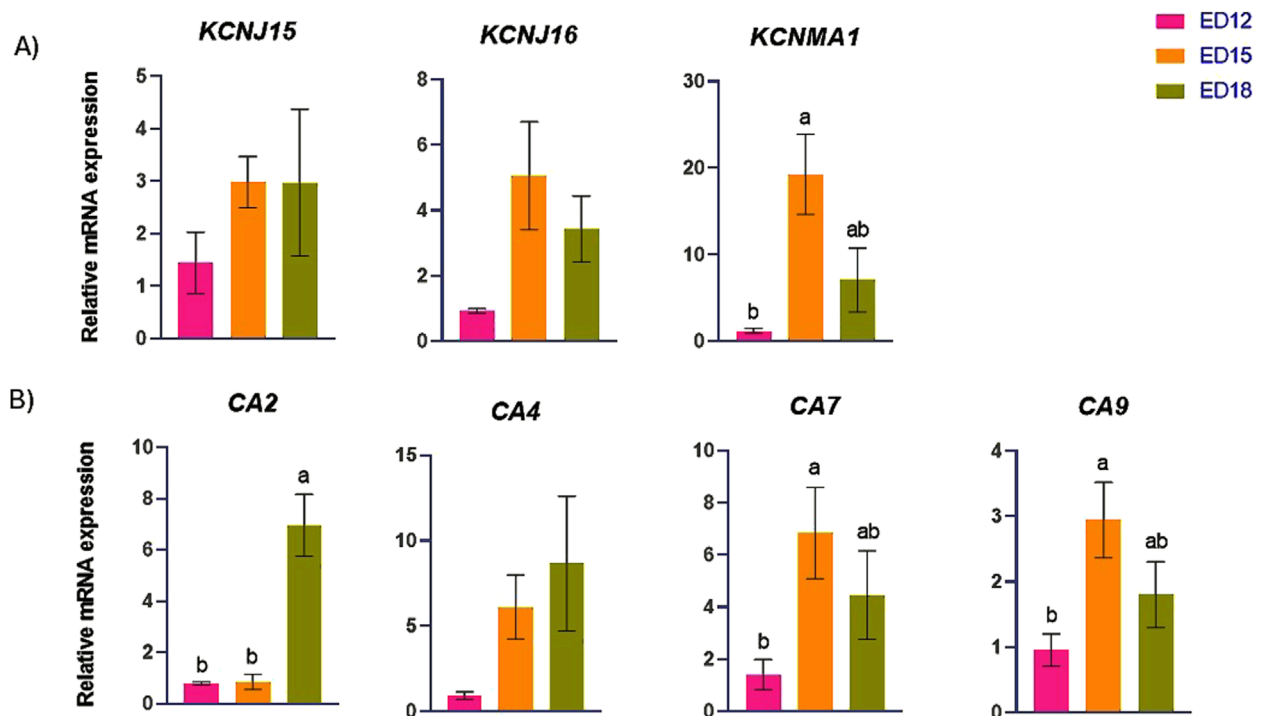 A)
KCNJ15
KCNJ16
KCNMA1
ED12
ED15
ED18
Relative mRNA expression
5
4
3
2
1
0
8
6
4
2
0
30
20
10
0
b
a
ab
B)
CA2
CA4
CA7
CA9
Relative mRNA expression
10
8
6
4
2
0
b
b
a
15
10
5
0
10
8
6
4
2
0
b
a
ab
4
3
2
1
0
b
a
ab